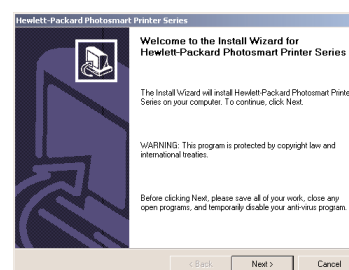 Hewlett-Packard Photosmart Printer Series
Welcome to the Install Wizard for
Hewlett-Packard Photosmart Printer Series
The Install Wizard will install Hewlett-Packard Photosmart Printe
Series on your computer. To continue, click Next.
WARNING: This program is protected by copyright law and
international treaties.
Before clicking Next, please save all of your work, close any
open programs, and temporarily disable your anti-virus program.
< Back
Next >
Cancel